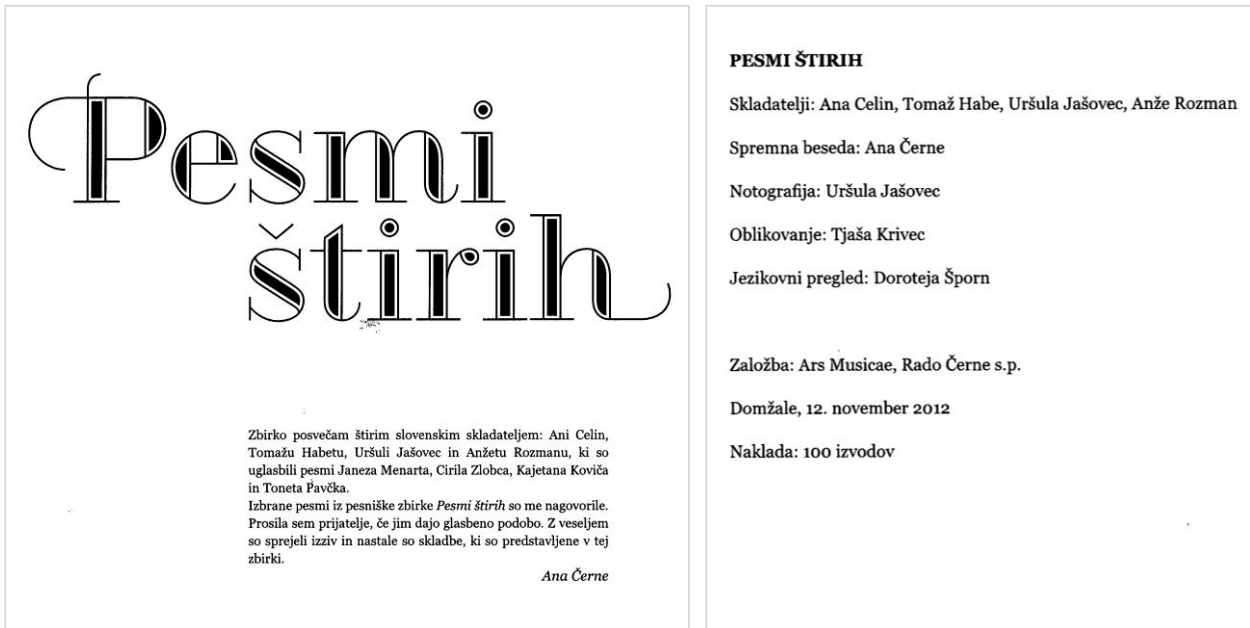 Pesmi
štirih
Zbirko posvečam štirim slovenskim skladateljem: Ani Celin,
Tomažu Habetu, Uršuli Jašovec in Anžetu Rozmanu, ki so
uglasbili pesmi Janeza Menarta, Cirila Zlobca, Kajetana Koviča
in Toneta Pavčka.
Izbrane pesmi iz pesniške zbirke Pesmi štirih so me nagovorile.
Prosila sem prijatelje, če jim dajo glasbeno podobo. Z veseljem
so sprejeli izziv in nastale so skladbe, ki so predstavljene v tej
zbirki.
Ana Černe
PESMI ŠTIRIH
Skladatelji: Ana Celin, Tomaž Habe, Uršula Jašovec, Anže Rozman
Spremna beseda: Ana Černe
Notografija: Uršula Jašovec
Oblikovanje: Tjaša Krivec
Jezikovni pregled: Doroteja Šporn
Založba: Ars Musicae, Rado Černe s.p.
Domžale, 12. november 2012
Naklada: 100 izvodov